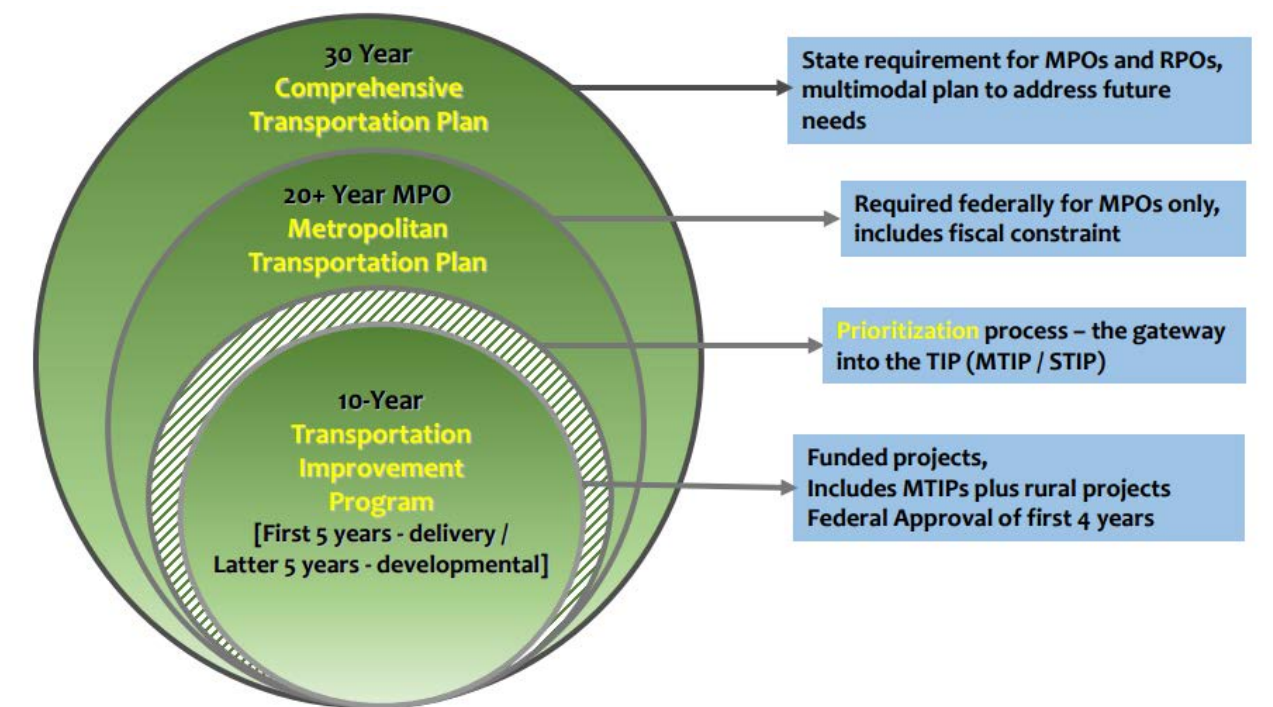 30 Year
Comprehensive
Transportation Plan
State requirement for MPOs and RPOs,
multimodal plan to address future
needs
20+ Year MPO
Metropolitan
Transportation Plan
Required federally for MPOs only,
includes fiscal constraint
Prioritization process – the gateway
into the TIP (MTIP / STIP)
10-Year
Transportation
Improvement
Program
[First 5 years - delivery /
Latter 5 years - developmental]
Funded projects,
Includes MTIPs plus rural projects
Federal Approval of first 4 years